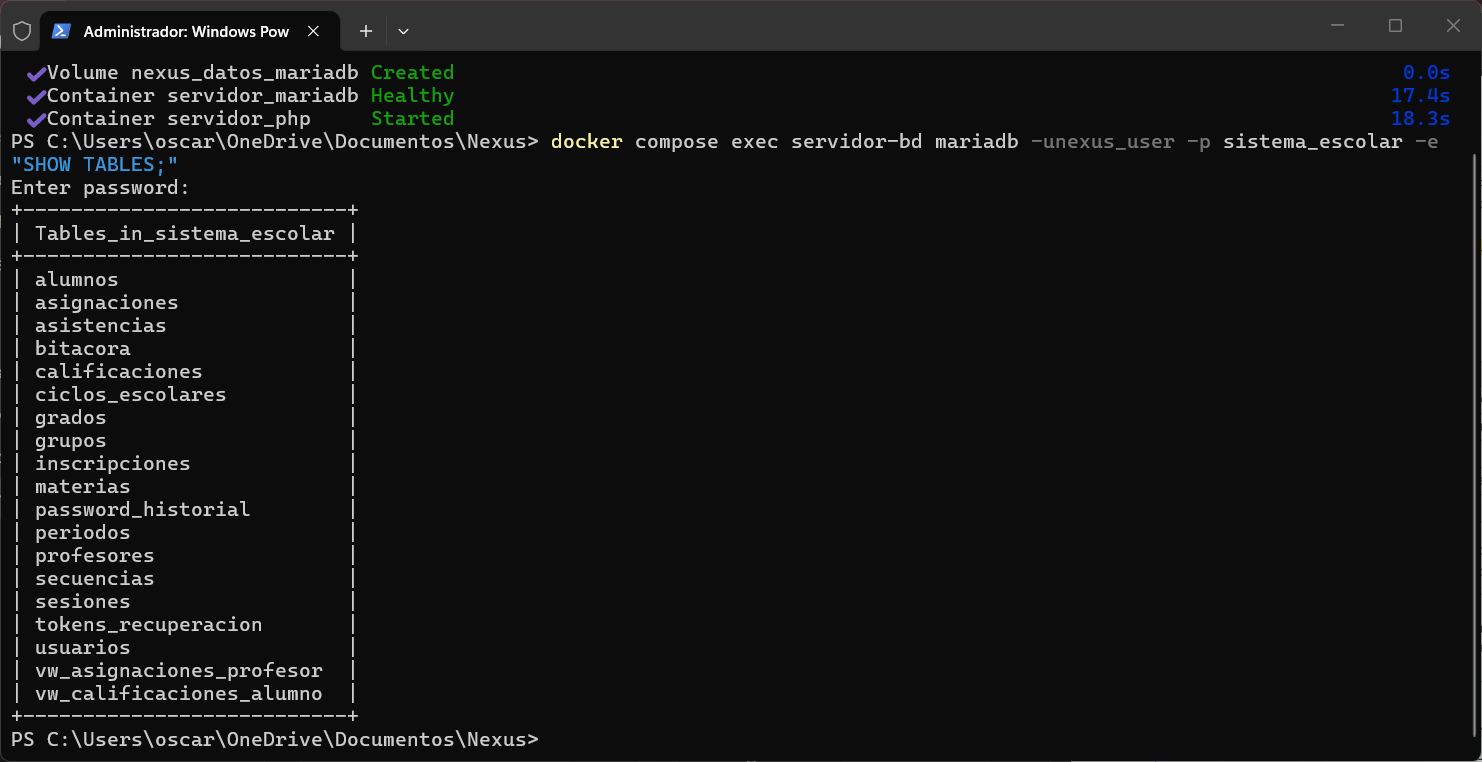 Administrador: Windows Pow
✔Volume nexus_datos_mariadb Created 0.0s
✔Container servidor_mariadb Healthy 17.4s
✔Container servidor_php Started 18.3s
PS C:\Users\oscar\OneDrive\Documentos\Nexus> docker compose exec servidor-bd mariadb -unexus_user -p sistema_escolar -e
"SHOW TABLES;"
Enter password:
+---------------------------+
| Tables_in_sistema_escolar |
+---------------------------+
| alumnos                   |
| asignaciones              |
| asistencias               |
| bitacora                  |
| calificaciones            |
| ciclos_escolares          |
| grados                    |
| grupos                    |
| inscripciones             |
| materias                  |
| password_historial        |
| periodos                  |
| profesores                |
| secuencias                |
| sesiones                  |
| tokens_recuperacion       |
| usuarios                  |
| vw_asignaciones_profesor  |
| vw_calificaciones_alumno  |
+---------------------------+
PS C:\Users\oscar\OneDrive\Documentos\Nexus>